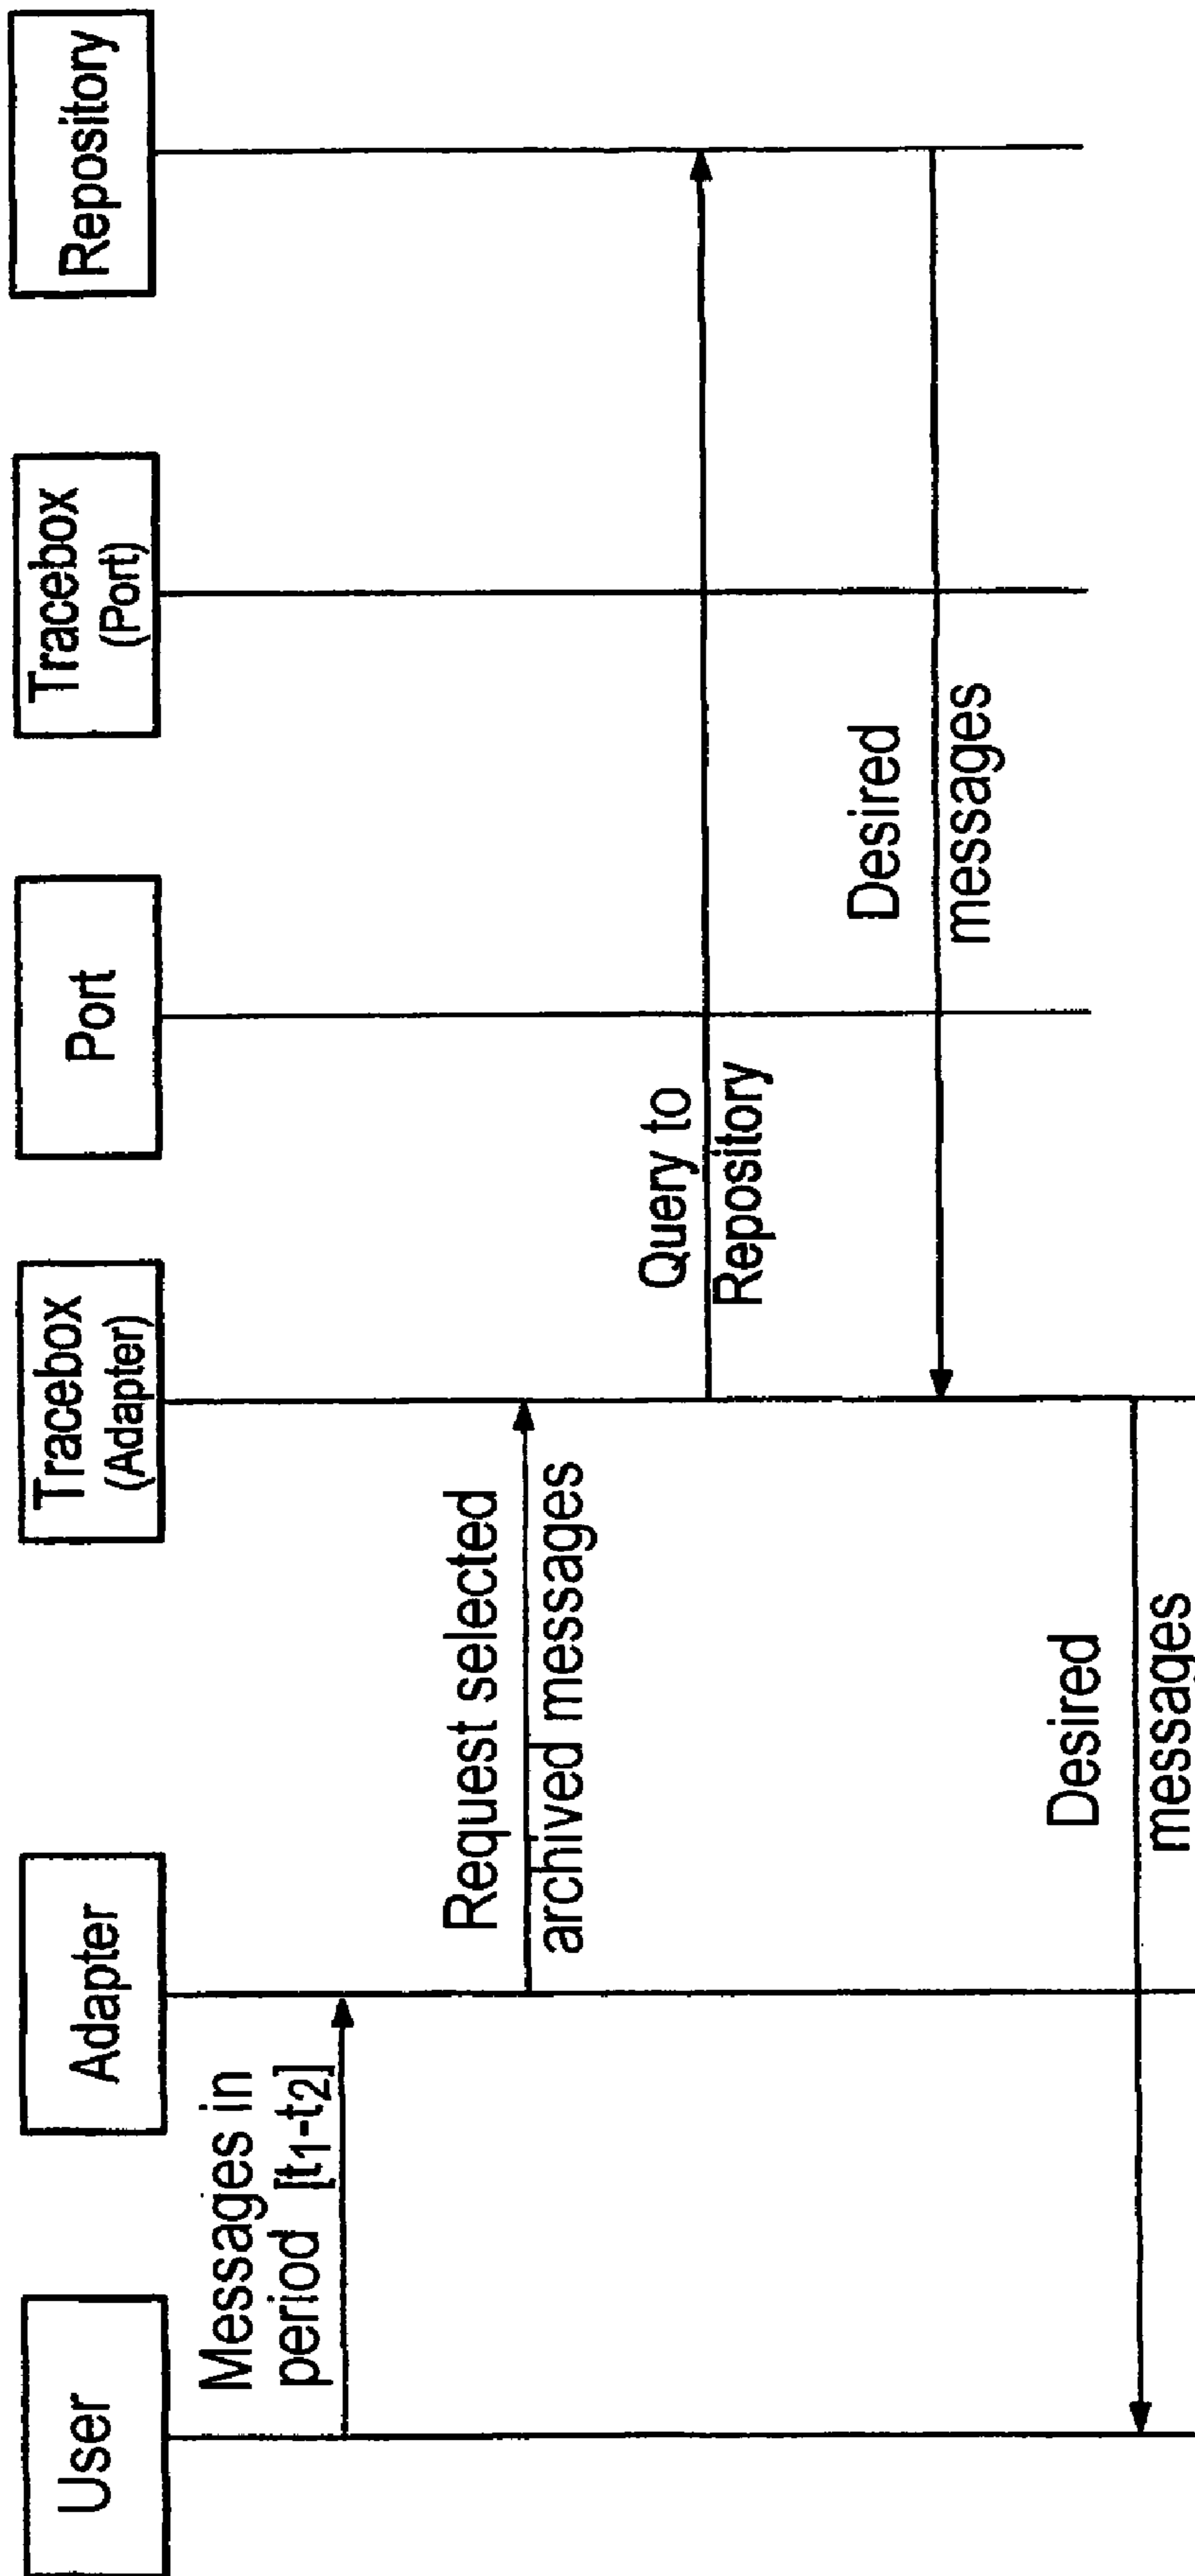 User
Adapter
Tracebox
(Adapter)
Port
Tracebox
(Port)
Repository
Messages in
period [t1-t2]
Request selected
archived messages
Query to
Repository
Desired
messages
Desired
messages